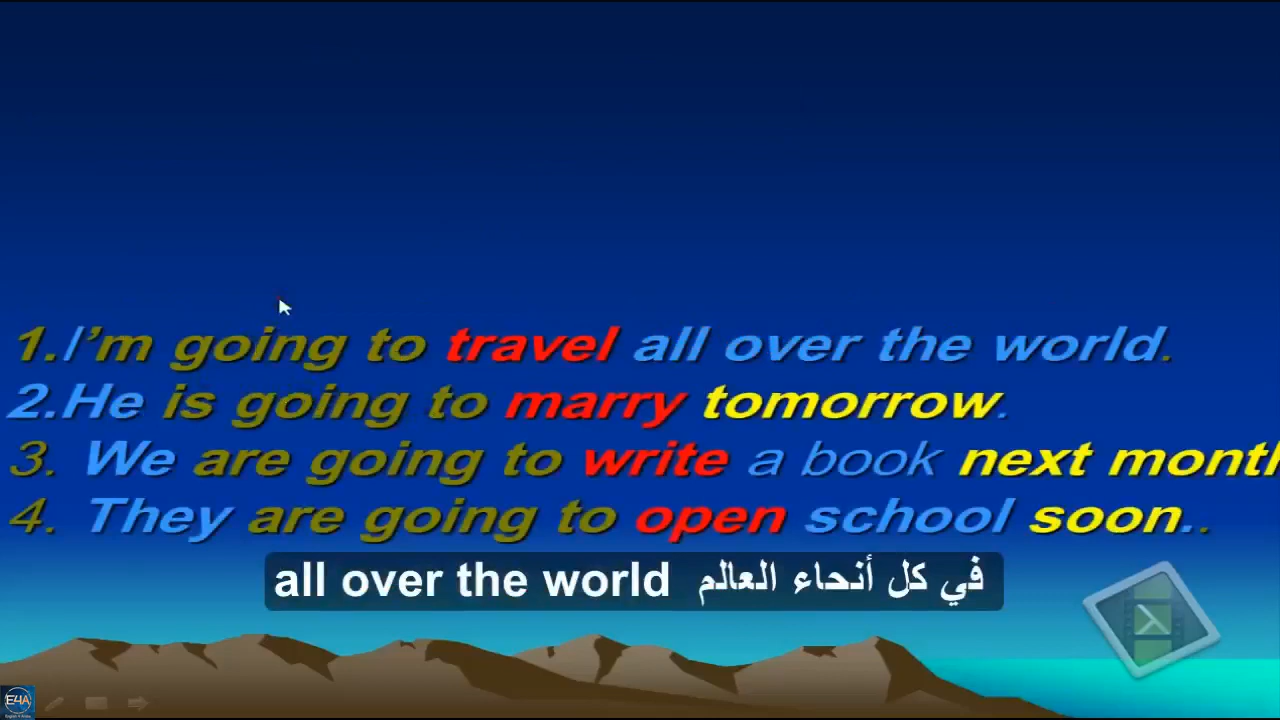 1.I'm going to travel all over the world.
2.He is going to marry tomorrow.
3. We are going to write a book next month
4. They are going to open school soon..
all over the world في كل أنحاء العالم
E4A